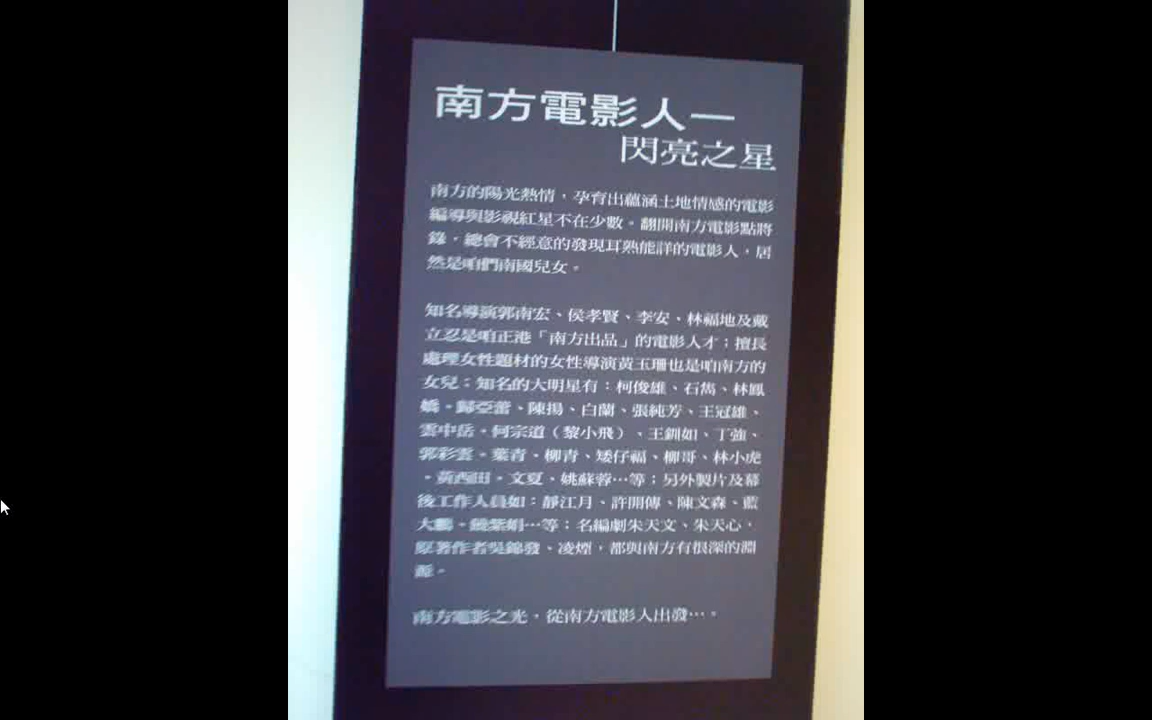 南方電影人一
閃亮之星
南方的陽光熱情，孕育出蘊涵土地情感的電影
編導與影視紅星不在少數。翻開南方電影點將
錄，總會不經意的發現耳熟能詳的電影人，居
然是咱們南國兒女。
知名導演郭南宏、侯孝賢、李安、林福地及戴
立忍是咱正港「南方出品」的電影人才；擅長
處理女性題材的女性導演黃玉珊也是咱南方的
女兒；知名的大明星有：柯俊雄、石雋、林鳳
嬌、歸亞蕾、陳揚、白蘭、張純芳、王冠雄、
雲中岳、何宗道（黎小飛）、王釧如、丁強、
郭彩雲、葉青、柳青、矮仔福、柳哥、林小虎
、黃西田、文夏、姚蘇蓉…等；另外製片及幕
後工作人員如：靜江月、許開傳、陳文森、藍
大鵬、饒紫娟…等；名編劇朱天文、朱天心，
原著作者吳錦發、凌煙，都與南方有很深的淵
源。
南方電影之光，從南方電影人出發…。